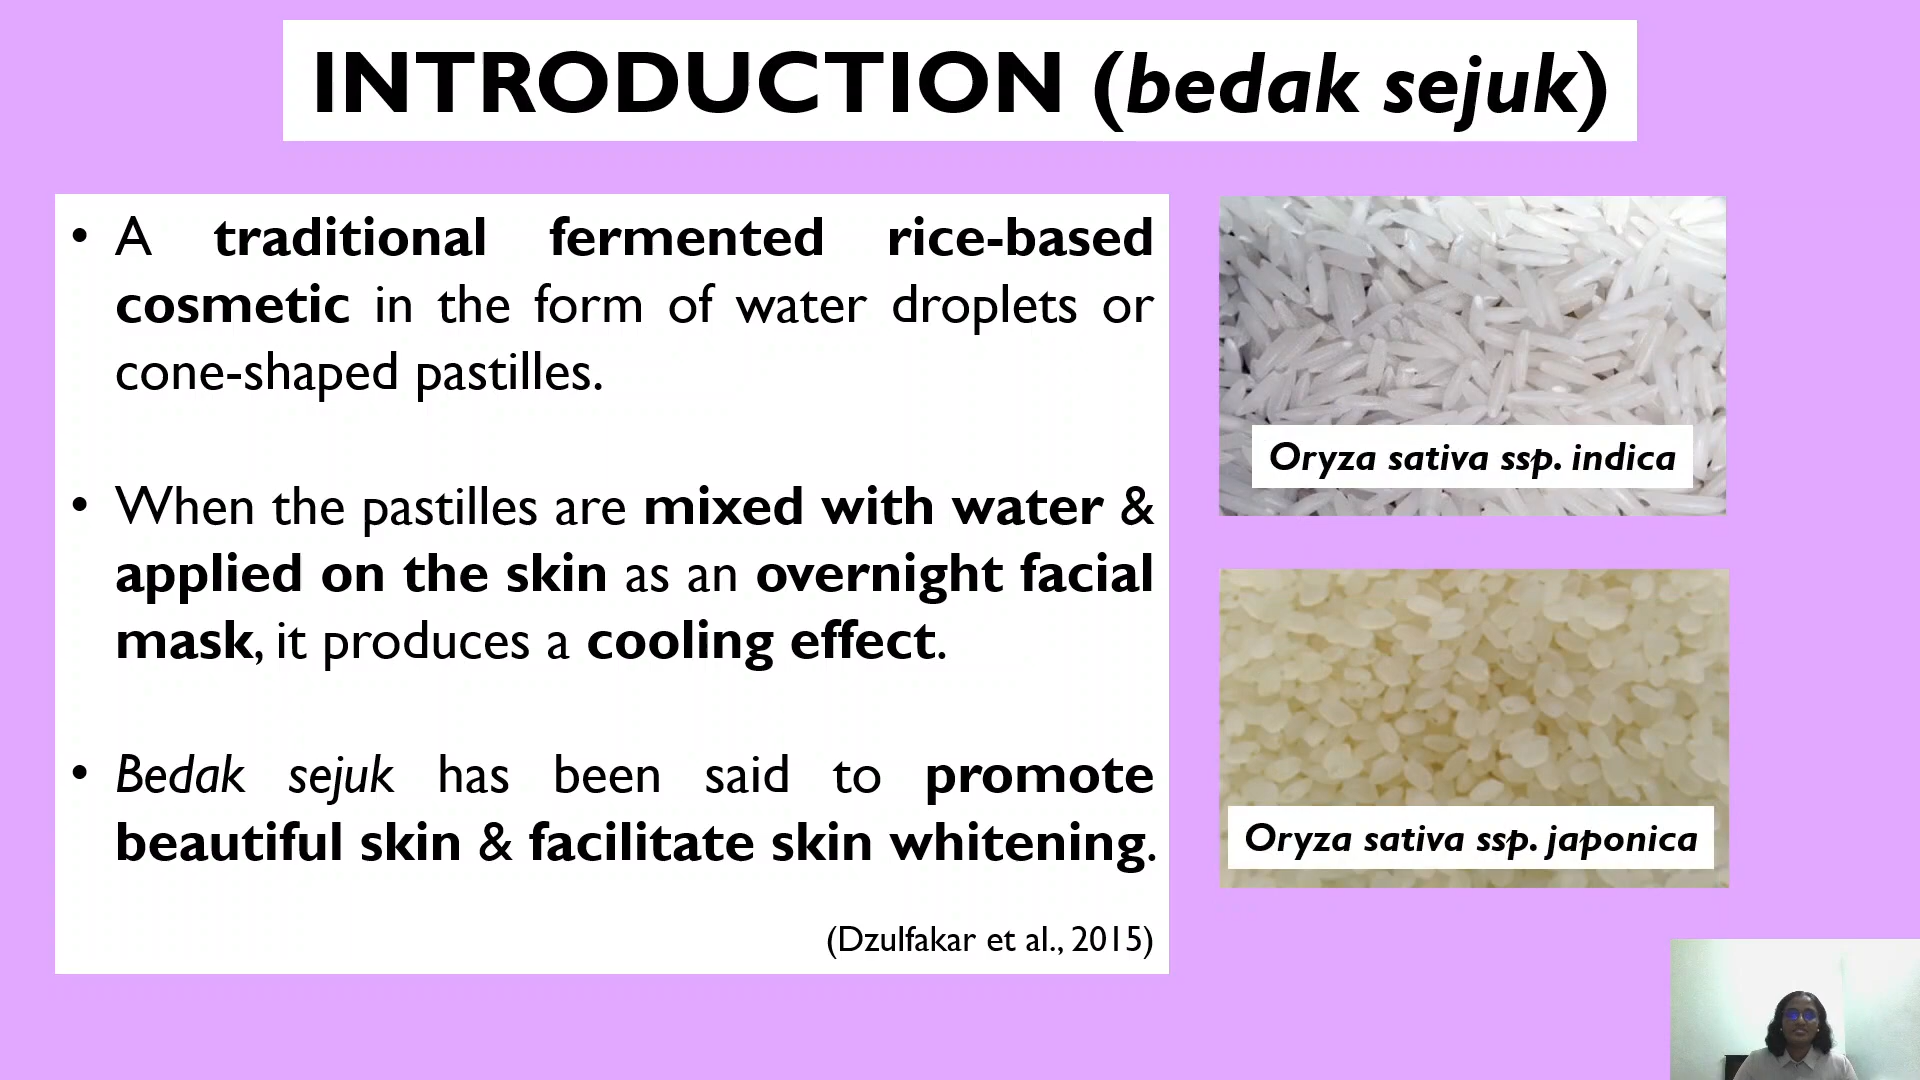 INTRODUCTION (bedak sejuk)
• A traditional fermented rice-based
cosmetic in the form of water droplets or
cone-shaped pastilles.
• When the pastilles are mixed with water &
applied on the skin as an overnight facial
mask, it produces a cooling effect.
• Bedak sejuk has been said to promote
beautiful skin & facilitate skin whitening.
(Dzulfakar et al., 2015)
Oryza sativa ssp. indica
Oryza sativa ssp. japonica